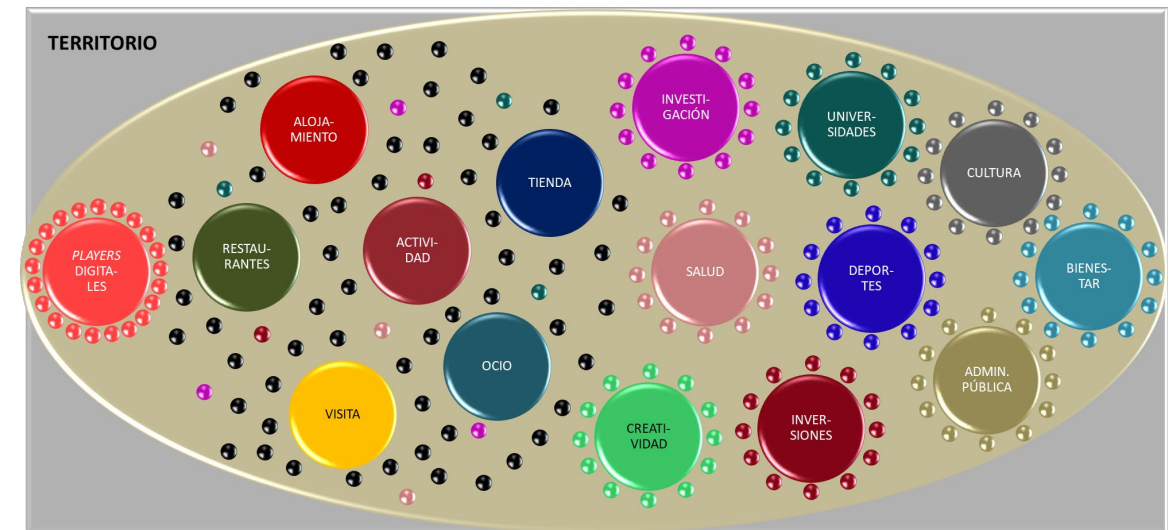 TERRITORIO
ALOJA-
MIENTO
INVESTI-
GACIÓN
UNIVER-
SIDADES
CULTURA
TIENDA
PLAYERS
DIGITA-
LES
RESTAU-
RANTES
ACTIVI-
DAD
SALUD
DEPOR-
TES
BIENES-
TAR
OCIO
VISITA
CREATI-
VIDAD
INVER-
SIONES
ADMIN.
PÚBLICA